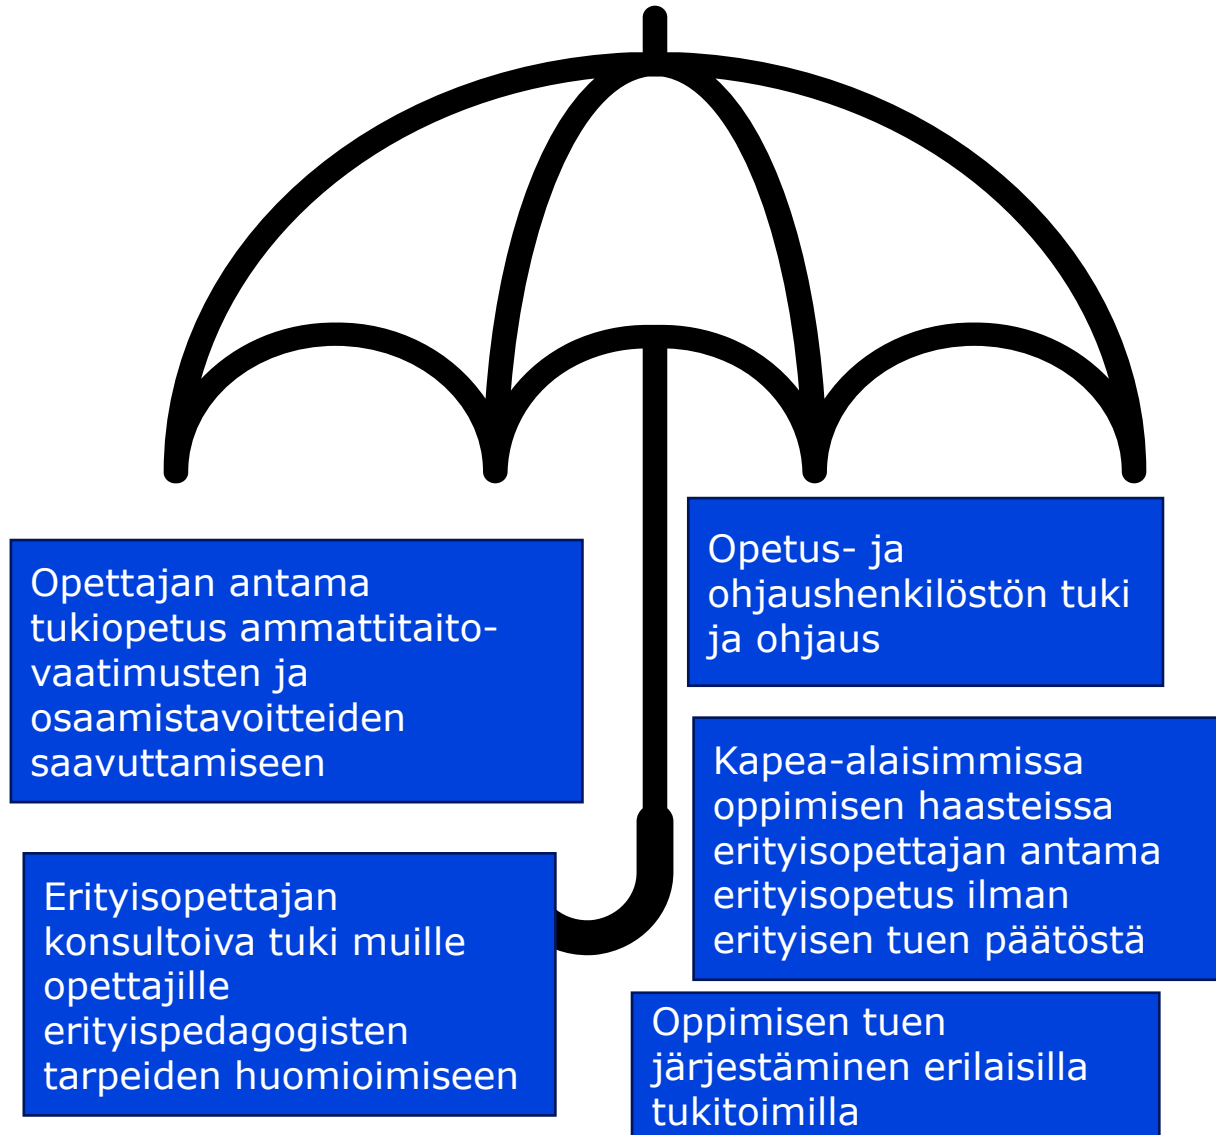 Opettajan antama
tukiopetus ammattitaito-
vaatimusten ja
osaamistavoitteiden
saavuttamiseen
Opetus- ja
ohjaushenkilöstön tuki
ja ohjaus
Erityisopettajan
konsultoiva tuki muille
opettajille
erityispedagogisten
tarpeiden huomioimiseen
Kapea-alaisimmissa
oppimisen haasteissa
erityisopettajan antama
erityisopetus ilman
erityisen tuen päätöstä
Oppimisen tuen
järjestäminen erilaisilla
tukitoimilla